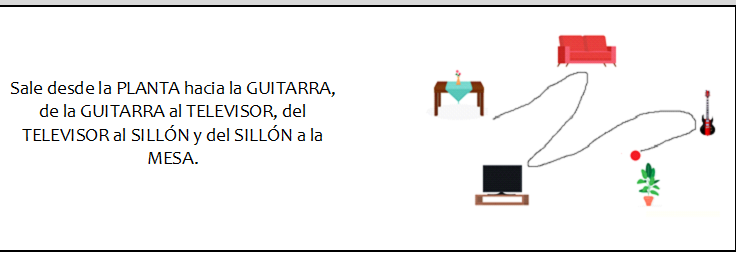 Sale desde la PLANTA hacia la GUITARRA,
de la GUITARRA al TELEVISOR, del
TELEVISOR al SILLÓN y del SILLÓN a la
MESA.